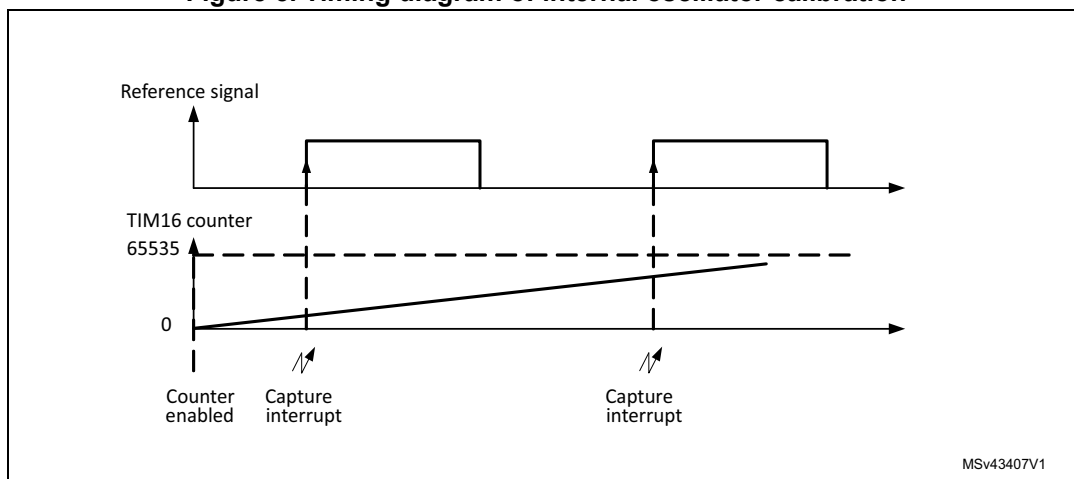 Figure Timing diagram of internal oscillator calibration
Reference signal
TIM16 counter
65535
0
Counter
enabled
Capture
interrupt
Capture
interrupt
MSv43407V1